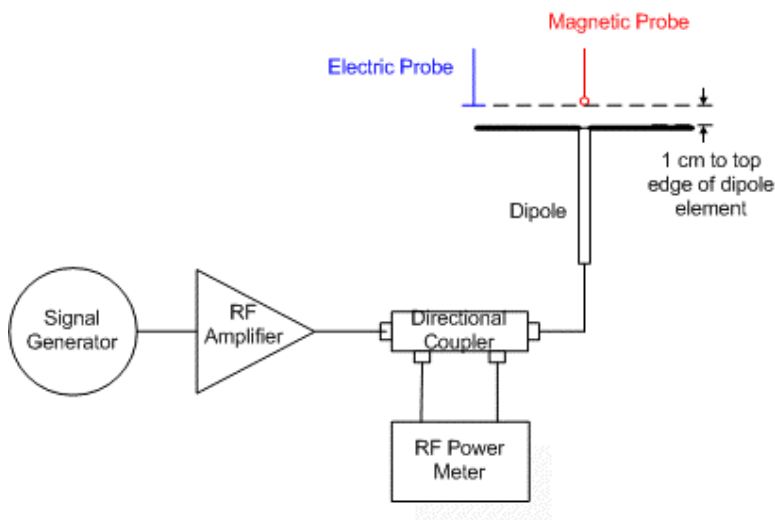 Magnetic Probe
Electric Probe
1 cm to top
edge of dipole
element
Dipole
Signal
Generator
RF
Amplifier
Directional
Coupler
RF Power
Meter